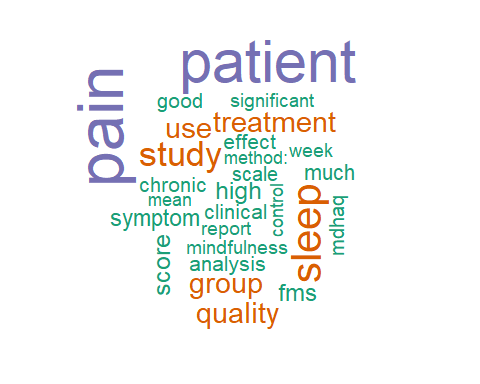 patient
pain
good significant
use treatment
effect
study method: week
scale much
chronic high
mean
symptom clinical control
report
sleep
mdhaq
score mindfulness
analysis
group fms
quality